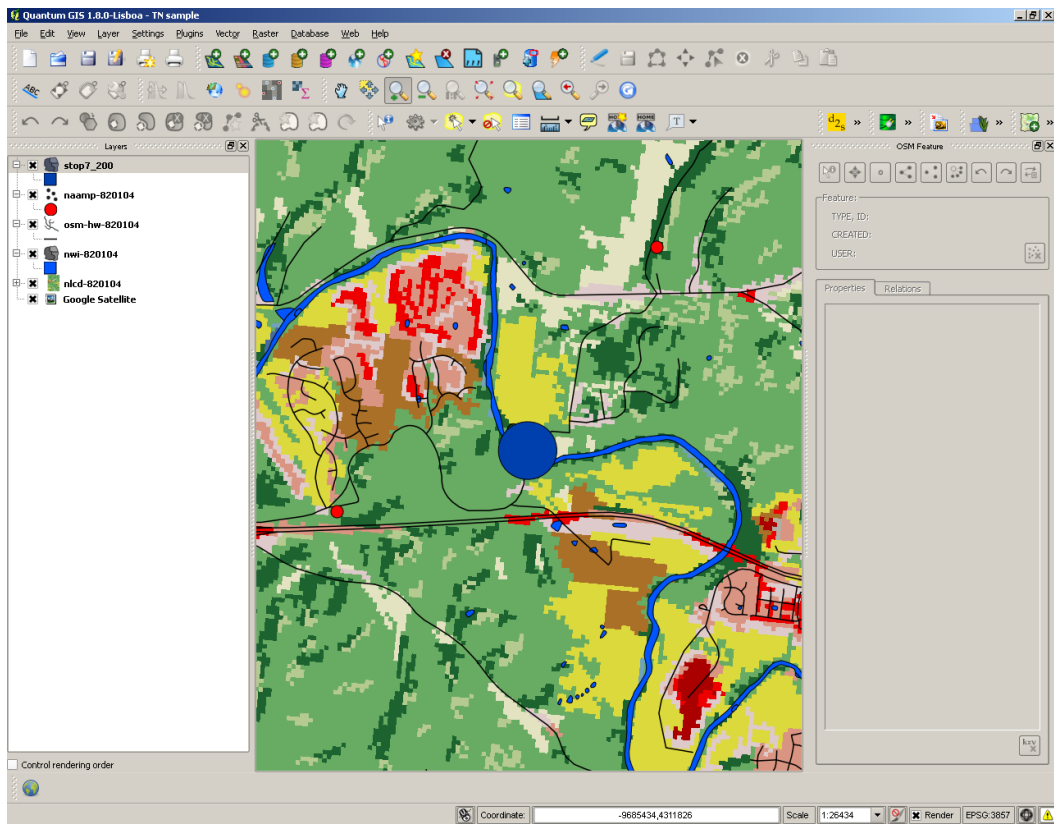 Quantum GIS 1.8.0-Lisboa - TN sample
File Edit View Layer Settings Plugins Vector Raster Database Web Help
ABC
T
d2s » » » »
Layers
OSM Feature
stop7_200
naamp-820104
osm-hw-820104
nwi-820104
nlcd-820104
Google Satellite
Feature:
TYPE, ID:
CREATED:
USER:
Properties Relations
Control rendering order
Coordinate: -9685434,4311826 Scale 1:26434 Render EPSG:3857